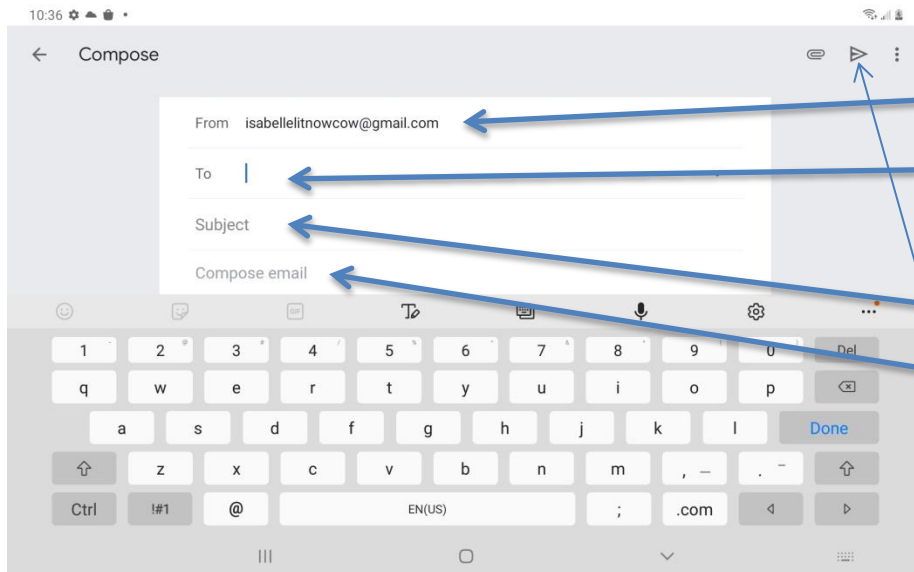 10:36
Compose
From isabellelitnowcow@gmail.com
To
Subject
Compose email
GIF
1 2 3 4 5 6 7 8 9 0 Del
q w e r t y u i o p
a s d f g h j k l Done
z x c v b n m , .
Ctrl !#1 @ EN(US) ; .com